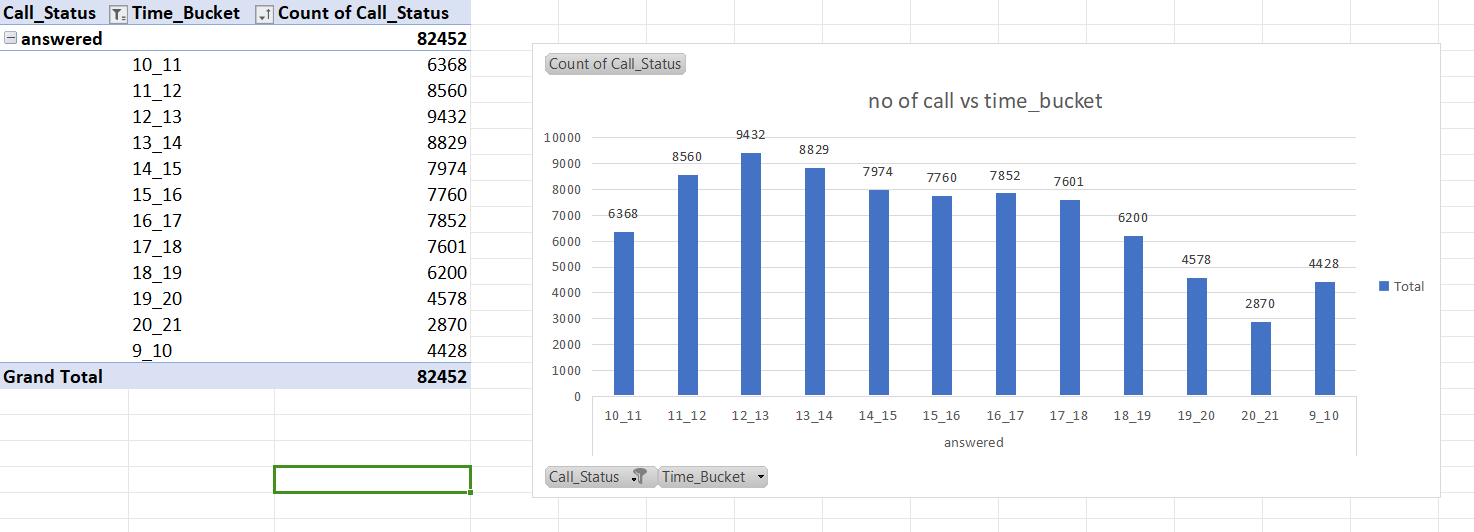 Call_Status Time_Bucket Count of Call_Status
answered 82452
10_11 6368
11_12 8560
12_13 9432
13_14 8829
14_15 7974
15_16 7760
16_17 7852
17_18 7601
18_19 6200
19_20 4578
20_21 2870
9_10 4428
Grand Total 82452
Count of Call_Status
no of call vs time_bucket
10000
9000
8000
7000
6000
5000
4000
3000
2000
1000
0
6368 8560 9432 8829 7974 7760 7852 7601 6200 4578 2870 4428
10_11 11_12 12_13 13_14 14_15 15_16 16_17 17_18 18_19 19_20 20_21 9_10
answered
Total
Call_Status Time_Bucket